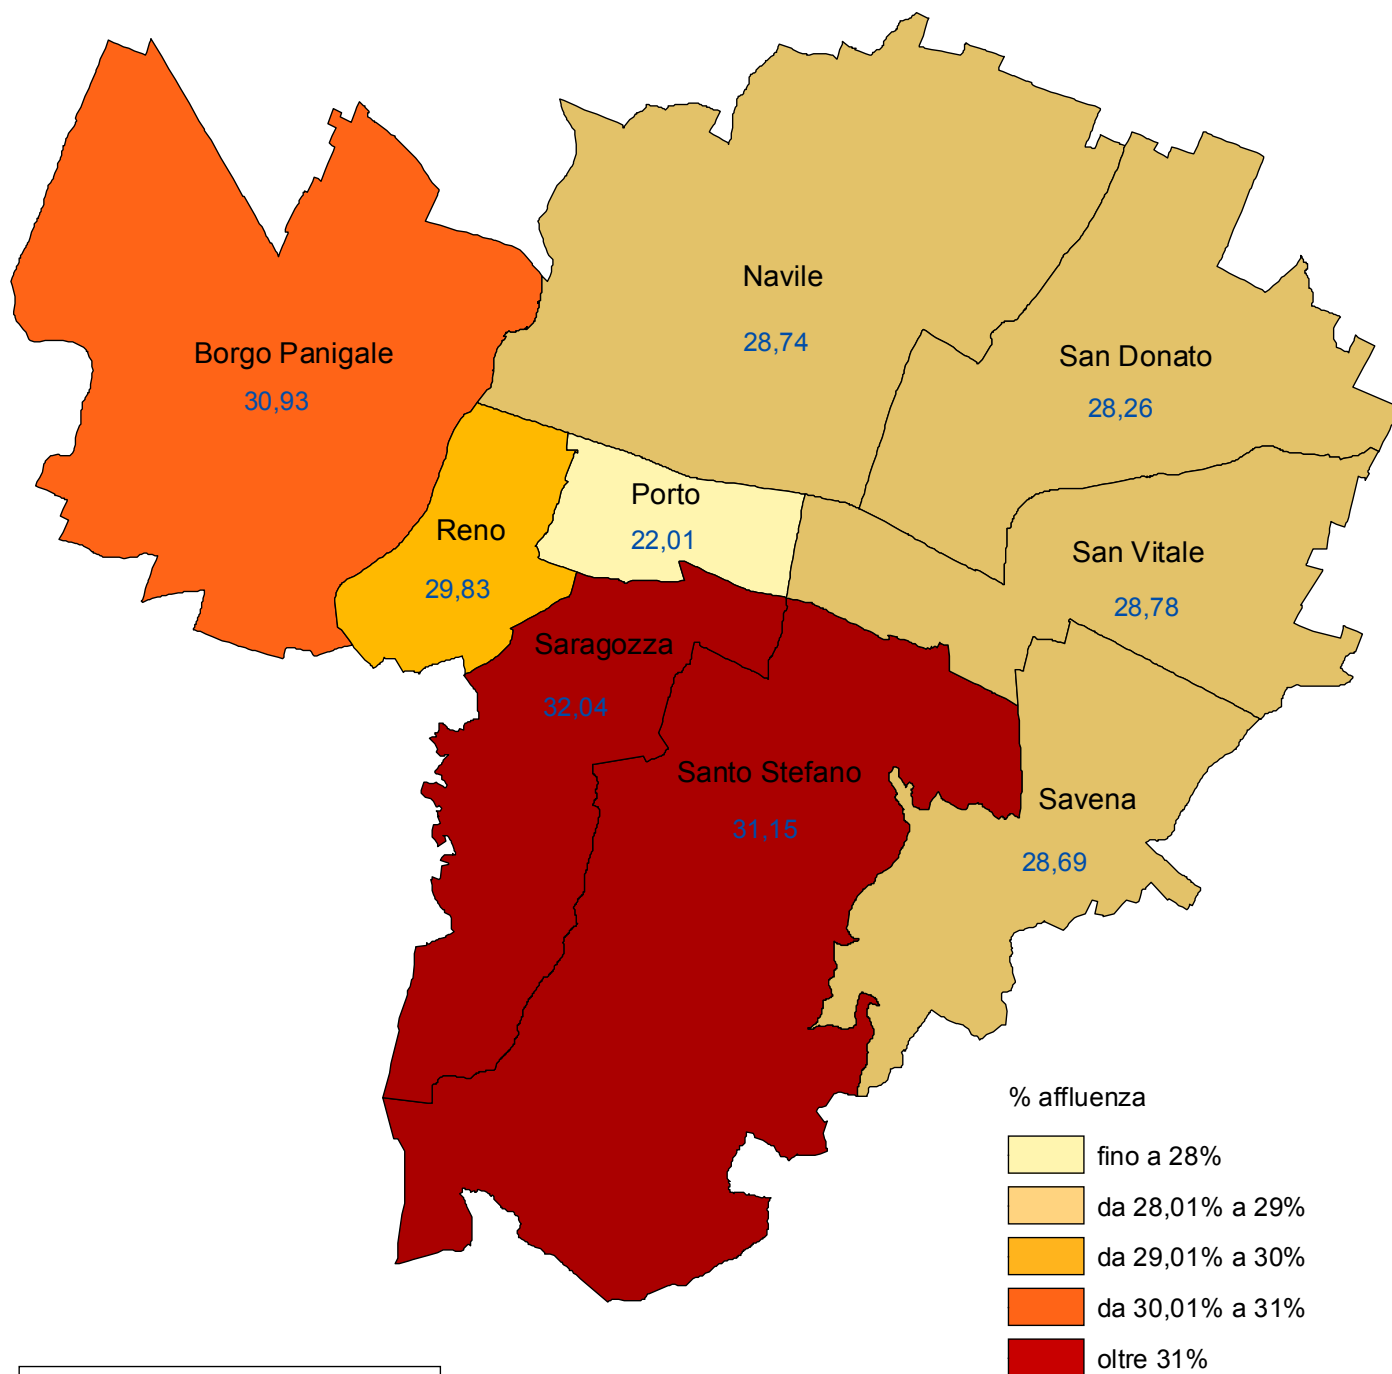 Navile
28,74
Borgo Panigale
30,93
San Donato
28,26
Porto
22,01
Reno
29,83
San Vitale
28,78
Saragozza
32,04
Santo Stefano
31,15
Savena
28,69
% affluenza
fino a 28%
da 28,01% a 29%
da 29,01% a 30%
da 30,01% a 31%
oltre 31%